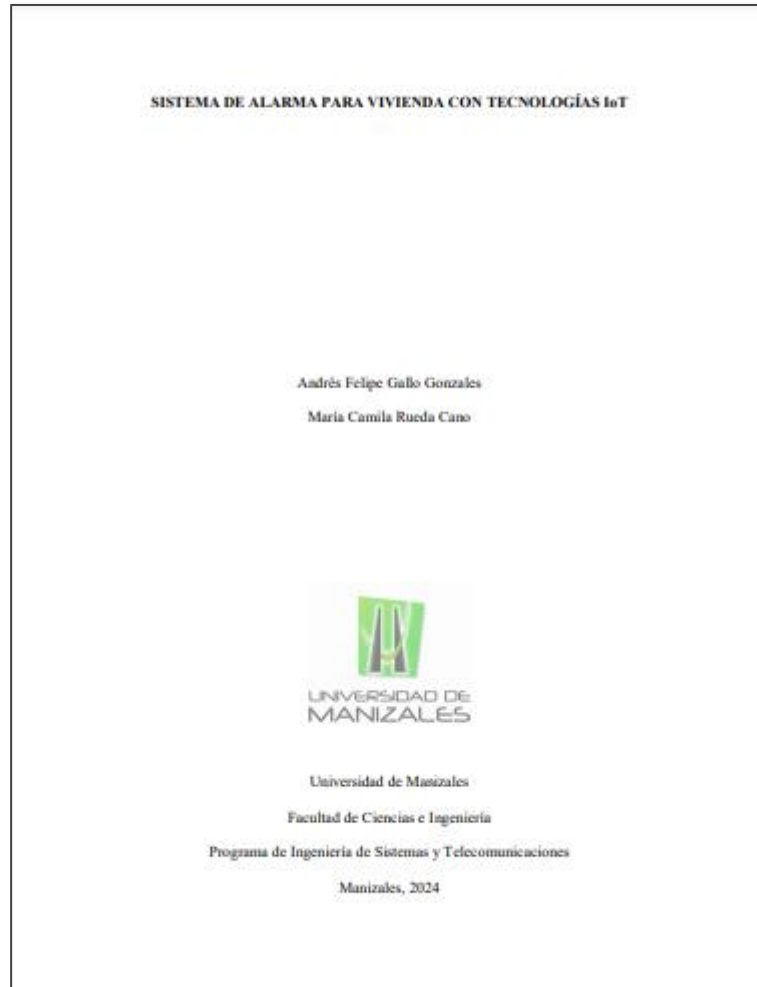 SISTEMA DE ALARMA PARA VIVIENDA CON TECNOLOGÍAS IoT
Andrés Felipe Gallo Gonzales
María Camila Rueda Cano
UNIVERSIDAD DE
MANIZALES
Universidad de Manizales
Facultad de Ciencias e Ingeniería
Programa de Ingeniería de Sistemas y Telecomunicaciones
Manizales, 2024